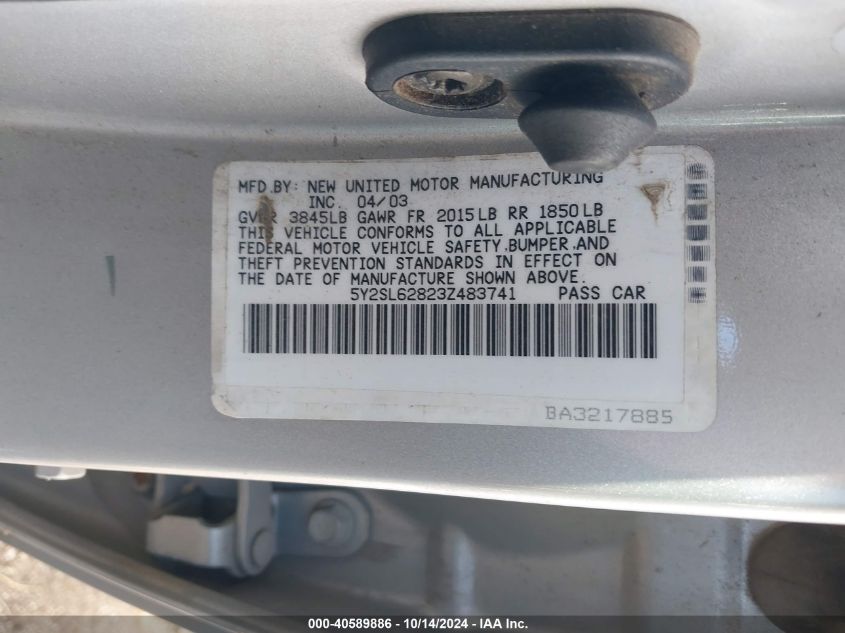 MFD.BY: NEW UNITED MOTOR MANUFACTURING
INC. 04/03
GVWR 3845LB GAWR FR 2015LB RR 1850LB
THIS VEHICLE CONFORMS TO ALL APPLICABLE
FEDERAL MOTOR VEHICLE SAFETY,BUMPER,AND
THEFT PREVENTION STANDARDS IN EFFECT ON
THE DATE OF MANUFACTURE SHOWN ABOVE.
5Y2SL62823Z483741 PASS CAR
BA3217885
000-40589886 - 10/14/2024 - IAA Inc.